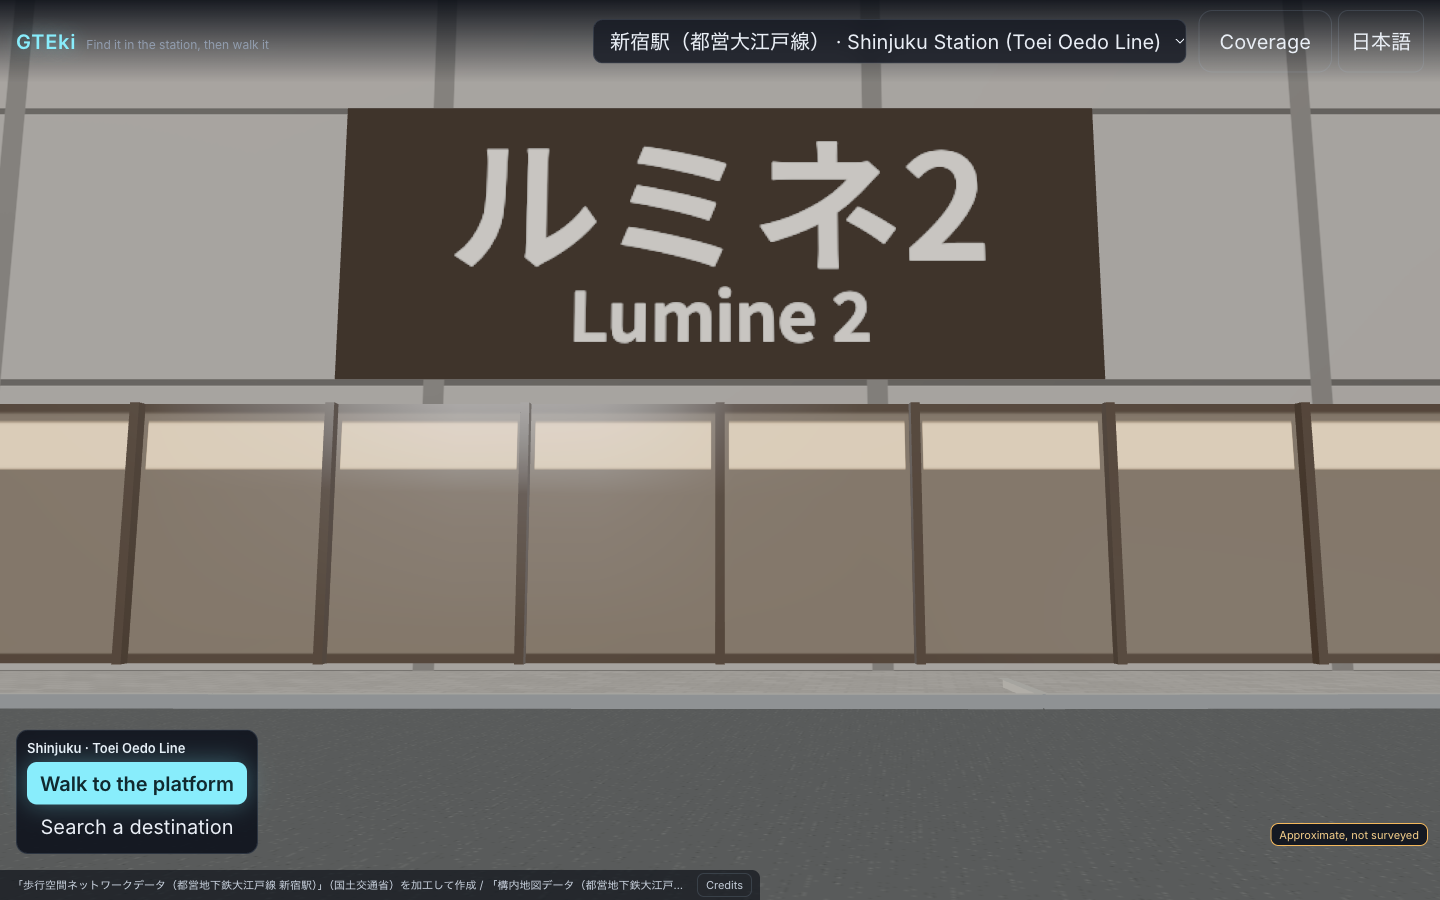 GTEki Find it in the station, then walk it
新宿駅（都営大江戸線） · Shinjuku Station (Toei Oedo Line)
Coverage
日本語
ルミネ2
Lumine 2
Shinjuku · Toei Oedo Line
Walk to the platform
Search a destination
Approximate, not surveyed
「歩行空間ネットワークデータ（都営地下鉄大江戸線 新宿駅）」（国土交通省）を加工して作成 / 「構内地図データ（都営地下鉄大江戸…
Credits